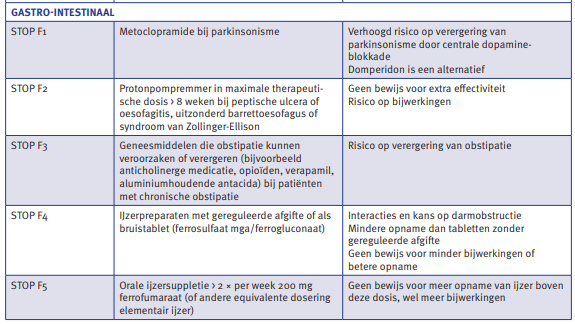 GASTRO-INTESTINAAL
STOP F1
Metoclopramide bij parkinsonisme
Verhoogd risico op verergering van
parkinsonisme door centrale dopamine-
blokkade
Domperidon is een alternatief
STOP F2
Protonpompremmer in maximale therapeuti-
sche dosis > 8 weken bij peptische ulcera of
oesofagitis, uitzonderd barrettoesofagus of
syndroom van Zollinger-Ellison
Geen bewijs voor extra effectiviteit
Risico op bijwerkingen
STOP F3
Geneesmiddelen die obstipatie kunnen
veroorzaken of verergeren (bijvoorbeeld
anticholinerge medicatie, opioïden, verapamil,
aluminiumhoudende antacida) bij patiënten
met chronische obstipatie
Risico op verergering van obstipatie
STOP F4
IJzerpreparaten met gereguleerde afgifte of als
bruistablet (ferrosulfaat mga/ferrogluconaat)
Interacties en kans op darmobstructie
Mindere opname dan tabletten zonder
gereguleerde afgifte
Geen bewijs voor minder bijwerkingen of
betere opname
STOP F5
Orale ijzersuppletie > 2 × per week 200 mg
ferrofumaraat (of andere equivalente dosering
elementair ijzer)
Geen bewijs voor meer opname van ijzer boven
deze dosis, wel meer bijwerkingen